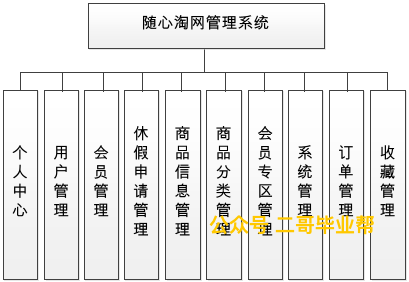 随心淘网管理系统
个人中心
用户管理
会员管理
休假申请管理
商品信息管理
商品分类管理
会员专区管理
系统管理
订单管理
收藏管理
公众号 二哥毕业帮